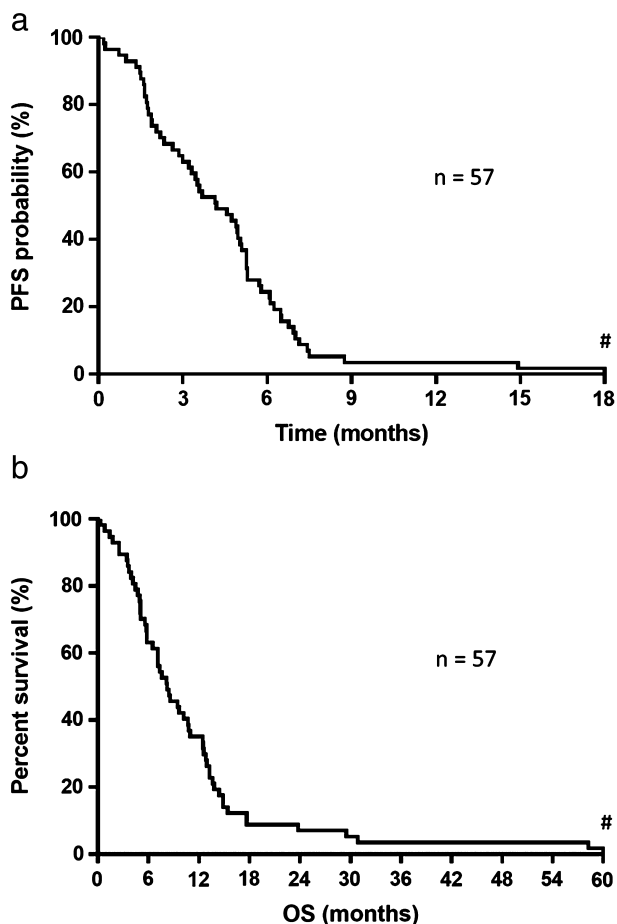 a
PFS probability (%)
100
80
60
40
20
0
n = 57
#
0 3 6 9 12 15 18
Time (months)
b
Percent survival (%)
100
80
60
40
20
0
n = 57
#
0 6 12 18 24 30 36 42 48 54 60
OS (months)